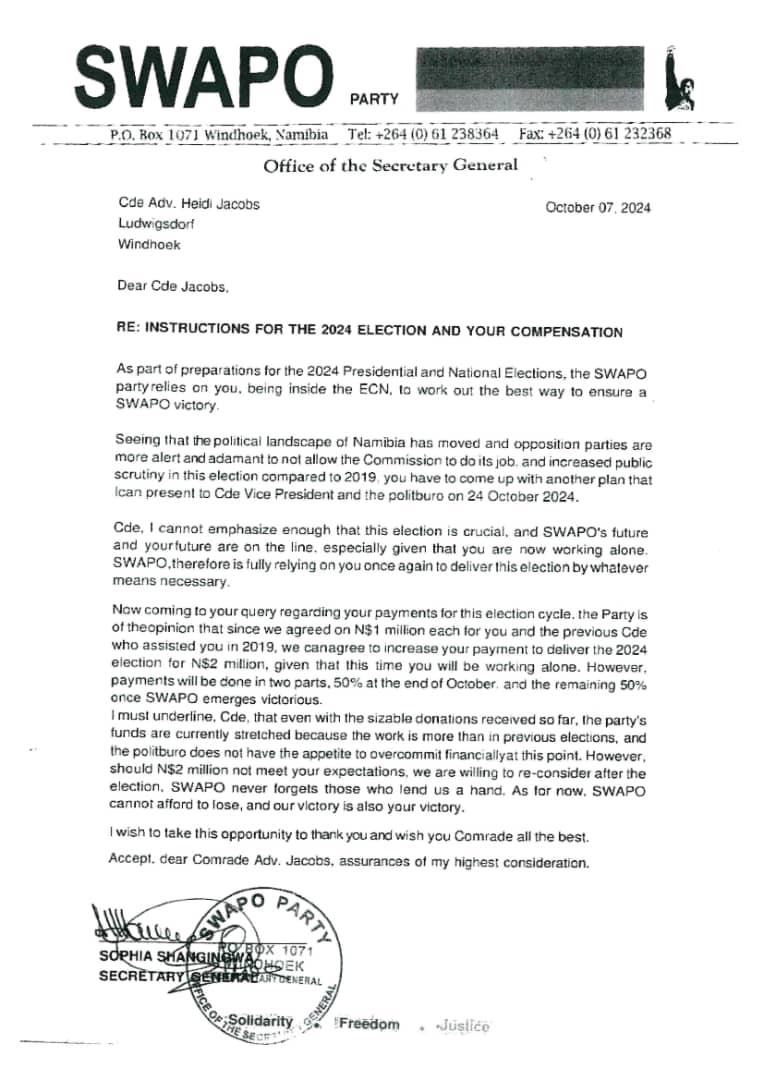 SWAPO PARTY
P.O. Box 1071 Windhoek, Namibia Tel: +264 (0) 61 238364 Fax: +264 (0) 61 232368
Office of the Secretary General
Cde Adv. Heidi Jacobs
Ludwigsdorf
Windhoek
October 07, 2024
Dear Cde Jacobs,
RE: INSTRUCTIONS FOR THE 2024 ELECTION AND YOUR COMPENSATION
As part of preparations for the 2024 Presidential and National Elections, the SWAPO
party relies on you, being inside the ECN, to work out the best way to ensure a
SWAPO victory.
Seeing that the political landscape of Namibia has moved and opposition parties are
more alert and adamant to not allow the Commission to do its job, and increased public
scrutiny in this election compared to 2019, you have to come up with another plan that
Ican present to Cde Vice President and the politburo on 24 October 2024.
Cde, I cannot emphasize enough that this election is crucial, and SWAPO's future
and your future are on the line, especially given that you are now working alone.
SWAPO, therefore is fully relying on you once again to deliver this election by whatever
means necessary.
Now coming to your query regarding your payments for this election cycle, the Party is
of theopinion that since we agreed on N$1 million each for you and the previous Cde
who assisted you in 2019, we canagree to increase your payment to deliver the 2024
election for N$2 million, given that this time you will be working alone. However,
payments will be done in two parts, 50% at the end of October, and the remaining 50%
once SWAPO emerges victorious.
I must underline, Cde, that even with the sizable donations received so far, the party's
funds are currently stretched because the work is more than in previous elections, and
the politburo does not have the appetite to overcommit financiallyat this point. However,
should N$2 million not meet your expectations, we are willing to re-consider after the
election, SWAPO never forgets those who lend us a hand. As for now, SWAPO
cannot afford to lose, and our victory is also your victory.
I wish to take this opportunity to thank you and wish you Comrade all the best.
Accept, dear Comrade Adv. Jacobs, assurances of my highest consideration.
SWAPO PARTY
PO BOX 1071
WINDHOEK
SOPHIA SHANGINGWA
SECRETARY GENERAL
OFFICE OF THE SECRETARY GENERAL
Solidarity . Freedom . Justice